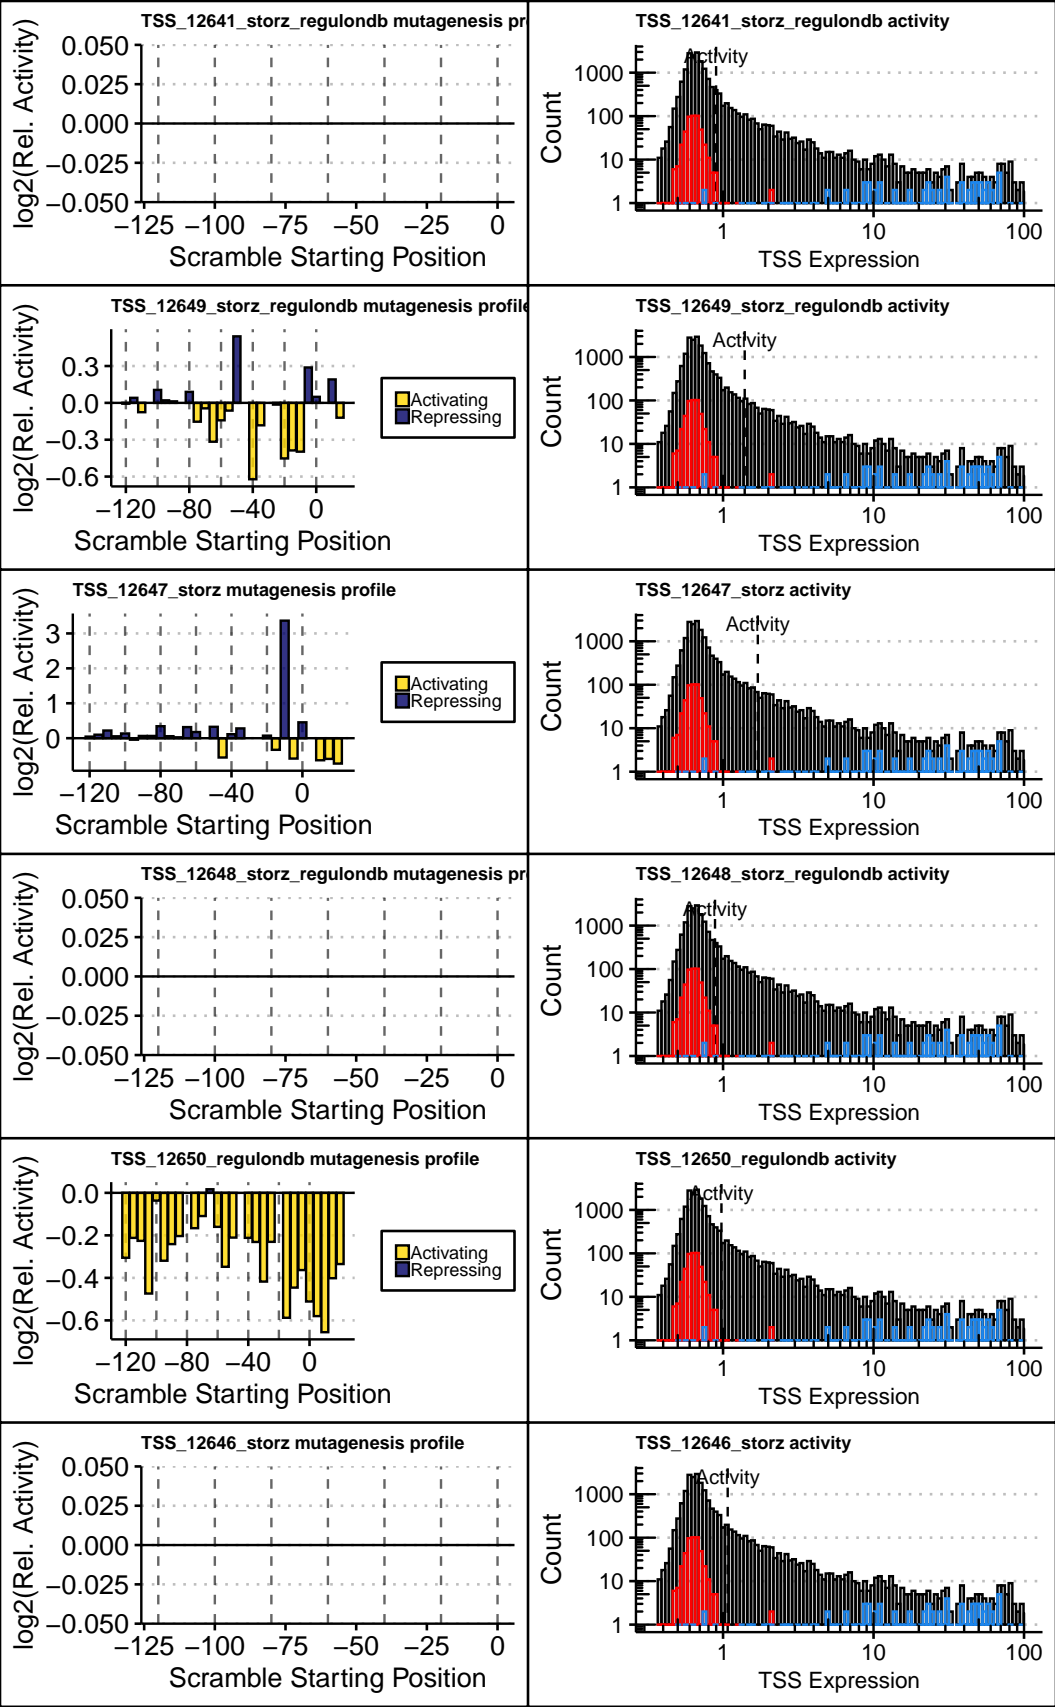 TSS_12641_storz_regulondb mutagenesis pr
log2(Rel. Activity)
0.050
0.025
0.000
−0.025
−0.050
−125 −100 −75 −50 −25 0
Scramble Starting Position
TSS_12641_storz_regulondb activity
Activity
Count
1000
100
10
1
1 10 100
TSS Expression
TSS_12649_storz_regulondb mutagenesis profile
log2(Rel. Activity)
0.3
0.0
−0.3
−0.6
−120 −80 −40 0
Scramble Starting Position
Activating
Repressing
TSS_12649_storz_regulondb activity
Activity
Count
1000
100
10
1
1 10 100
TSS Expression
TSS_12647_storz mutagenesis profile
log2(Rel. Activity)
3
2
1
0
−120 −80 −40 0
Scramble Starting Position
Activating
Repressing
TSS_12647_storz activity
Activity
Count
1000
100
10
1
1 10 100
TSS Expression
TSS_12648_storz_regulondb mutagenesis pr
log2(Rel. Activity)
0.050
0.025
0.000
−0.025
−0.050
−125 −100 −75 −50 −25 0
Scramble Starting Position
TSS_12648_storz_regulondb activity
Activity
Count
1000
100
10
1
1 10 100
TSS Expression
TSS_12650_regulondb mutagenesis profile
log2(Rel. Activity)
0.0
−0.2
−0.4
−0.6
−120 −80 −40 0
Scramble Starting Position
Activating
Repressing
TSS_12650_regulondb activity
Activity
Count
1000
100
10
1
1 10 100
TSS Expression
TSS_12646_storz mutagenesis profile
log2(Rel. Activity)
0.050
0.025
0.000
−0.025
−0.050
−125 −100 −75 −50 −25 0
Scramble Starting Position
TSS_12646_storz activity
Activity
Count
1000
100
10
1
1 10 100
TSS Expression